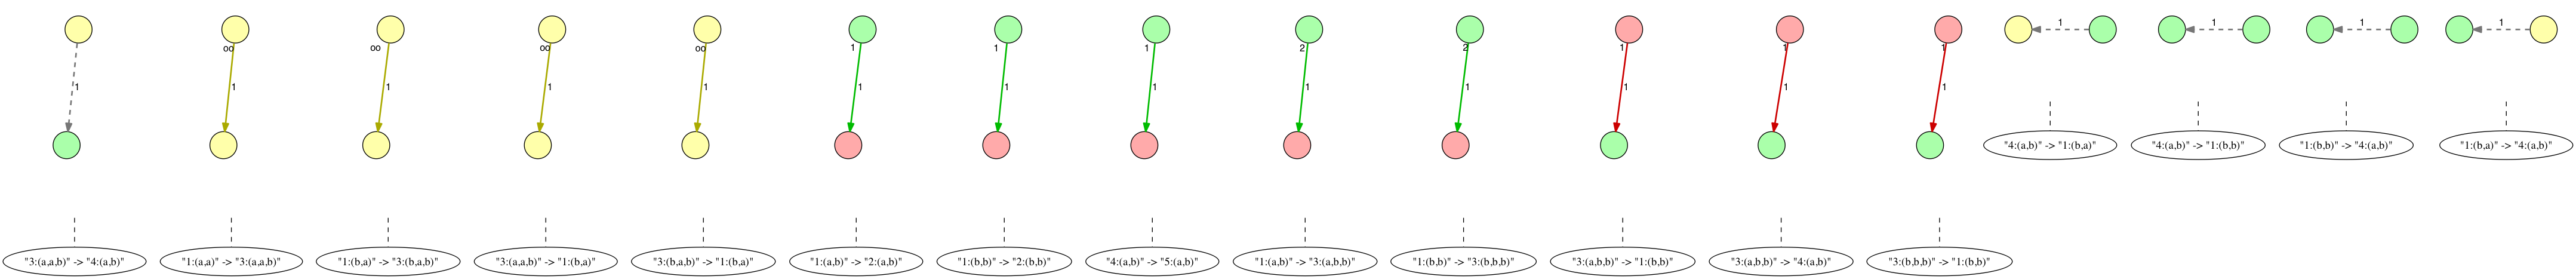 oo oo oo oo 1 1 1 2 2 1 1 1 1 1 1 1
1 1 1 1 1 1 1 1 1 1 1 1 1
"4:(a,b)" -> "1:(b,a)" "4:(a,b)" -> "1:(b,b)" "1:(b,b)" -> "4:(a,b)" "1:(b,a)" -> "4:(a,b)"
"3:(a,a,b)" -> "4:(a,b)" "1:(a,a)" -> "3:(a,a,b)" "1:(b,a)" -> "3:(b,a,b)" "3:(a,a,b)" -> "1:(b,a)" "3:(b,a,b)" -> "1:(b,a)" "1:(a,b)" -> "2:(a,b)" "1:(b,b)" -> "2:(b,b)" "4:(a,b)" -> "5:(a,b)" "1:(a,b)" -> "3:(a,b,b)" "1:(b,b)" -> "3:(b,b,b)" "3:(a,b,b)" -> "1:(b,b)" "3:(a,b,b)" -> "4:(a,b)" "3:(b,b,b)" -> "1:(b,b)"